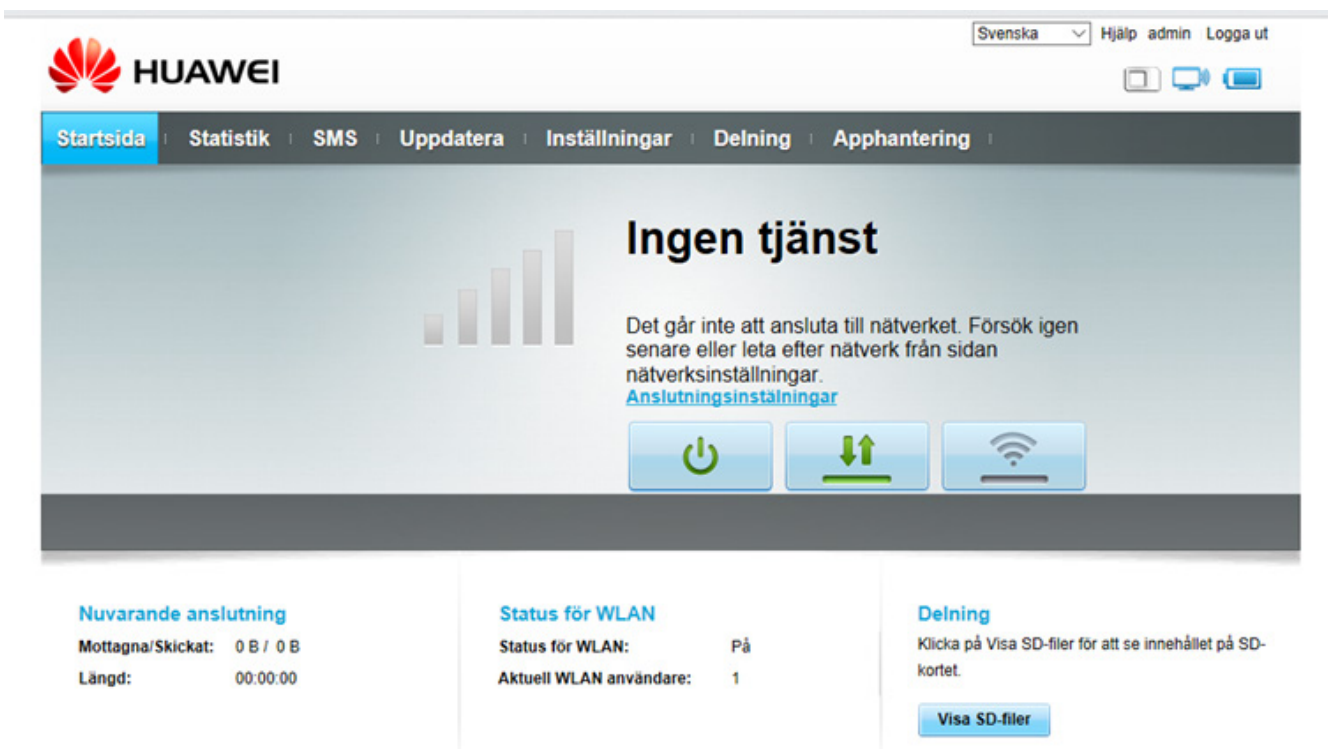 Svenska Hjälp admin Logga ut
HUAWEI
Startsida Statistik SMS Uppdatera Inställningar Delning Apphantering
Ingen tjänst
Det går inte att ansluta till nätverket. Försök igen
senare eller leta efter nätverk från sidan
nätverksinställningar.
Anslutningsinstälningar
Nuvarande anslutning
Mottagna/Skickat: 0 B / 0 B
Längd: 00:00:00
Status för WLAN
Status för WLAN: På
Aktuell WLAN användare: 1
Delning
Klicka på Visa SD-filer för att se innehållet på SD-
kortet.
Visa SD-filer